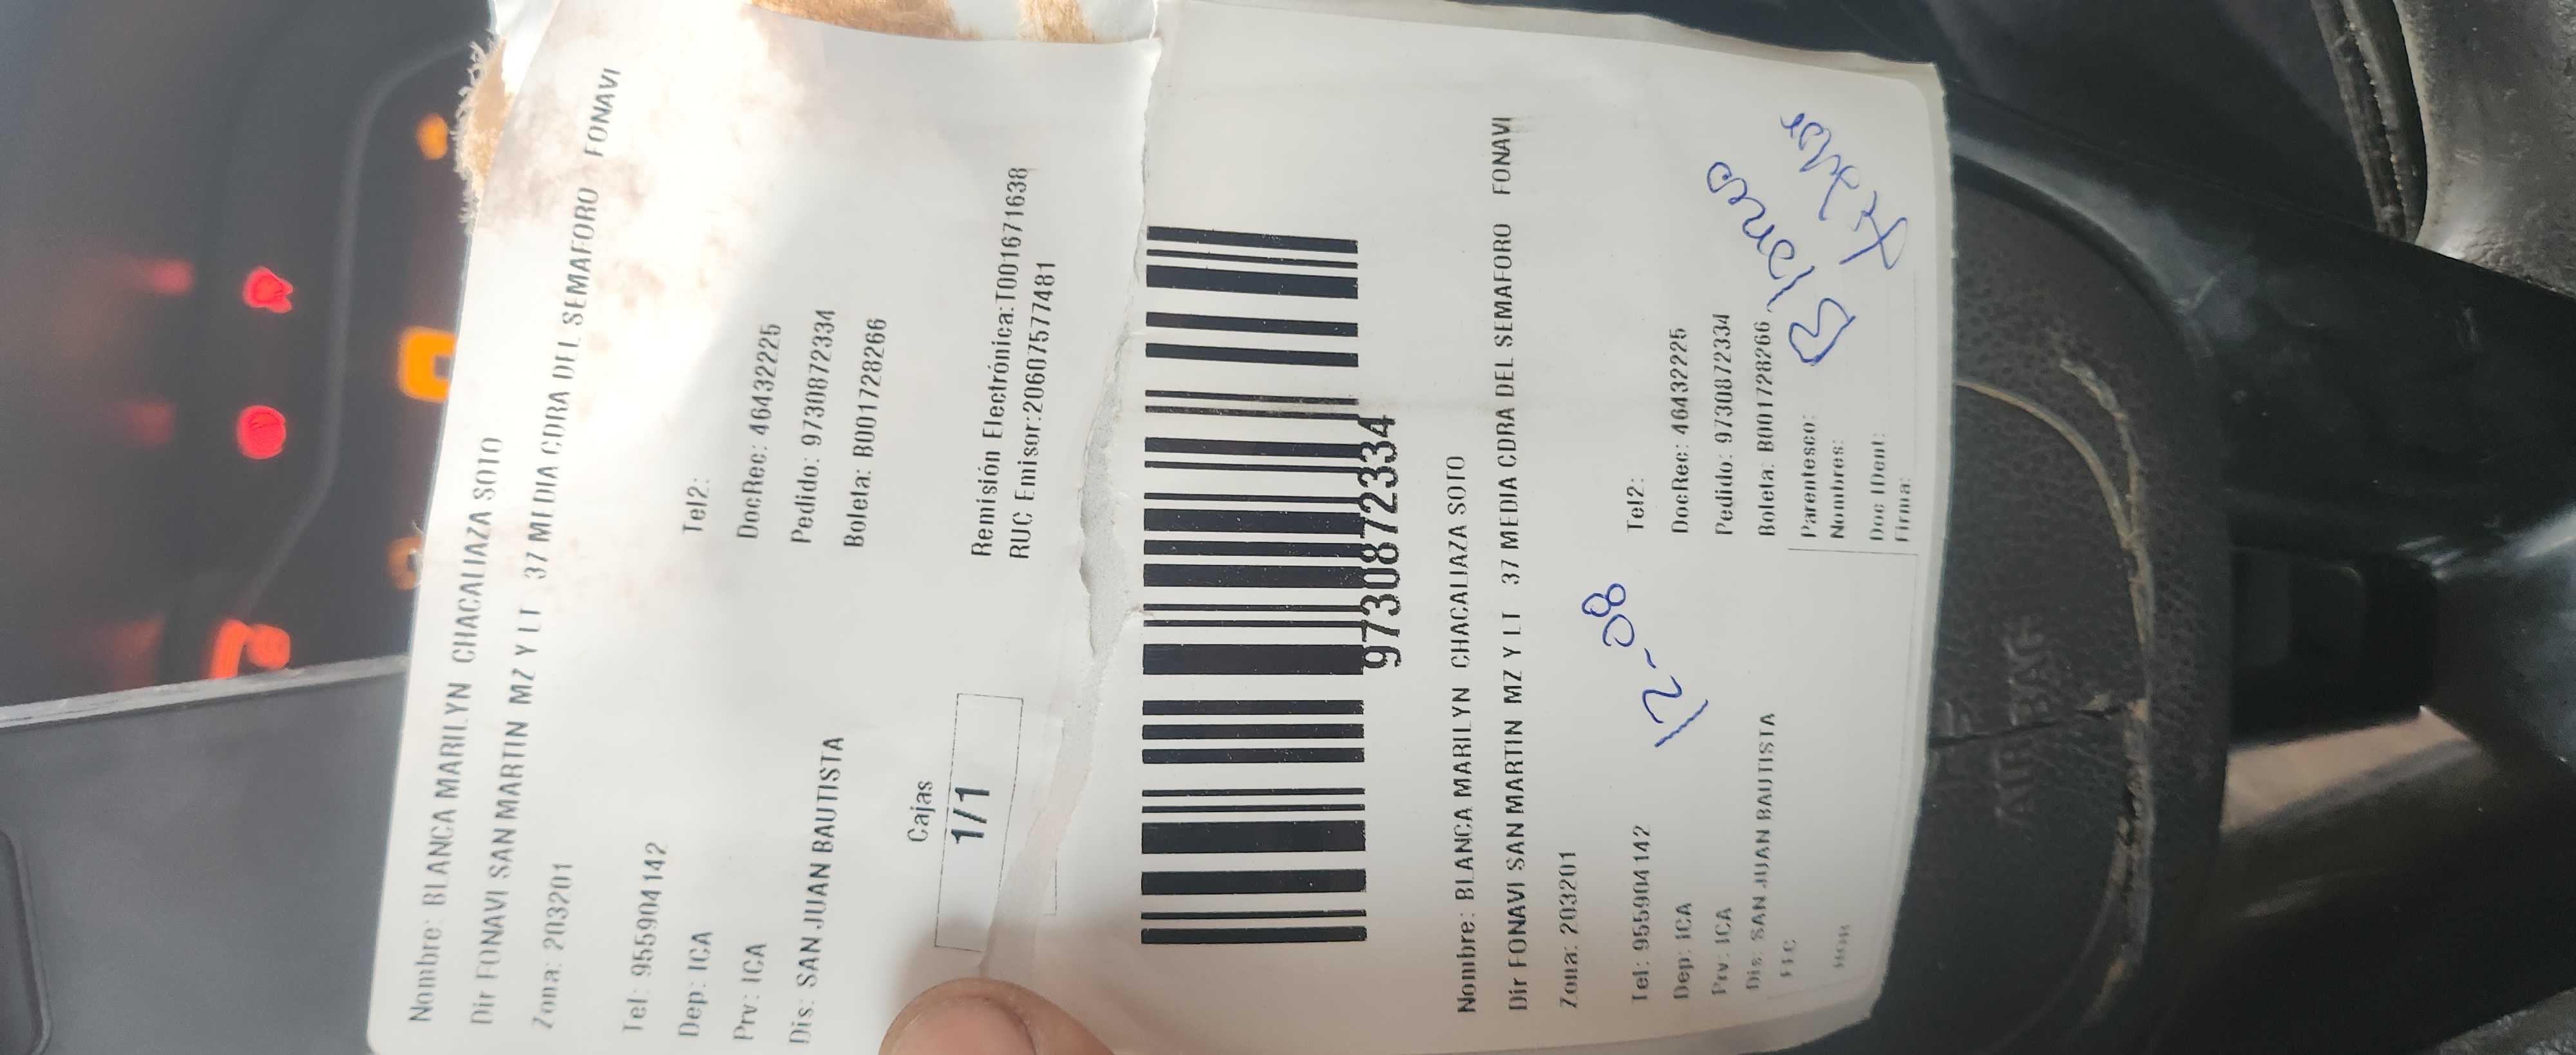 Nombre: BLANCA MARILYN CHACALIAZA SOTO
Dir FONAVI SAN MARTIN MZ Y LT 37 MEDIA CDRA DEL SEMAFORO FONAVI
Zona: 203201
Tel: 955904142 Tel2:
Dep: ICA DocRec: 46432225
Prv: ICA Pedido: 9730872334
Dis: SAN JUAN BAUTISTA Boleta: B001728266
Cajas
1/1
Remisión Electrónica:T001671638
RUC Emisor:20607577481
9730872334
Nombre: BLANCA MARILYN CHACALIAZA SOTO
Dir FONAVI SAN MARTIN MZ Y LT 37 MEDIA CDRA DEL SEMAFORO FONAVI
Zona: 203201
12-08
Tel: 955904142 Tel2:
Dep: ICA DocRec: 46432225
Prv: ICA Pedido: 9730872334
Dis: SAN JUAN BAUTISTA Boleta: B001728266
Parentesco:
Nombres:
Doc IDent:
Firma:
FEC
HOR
AIRBAG